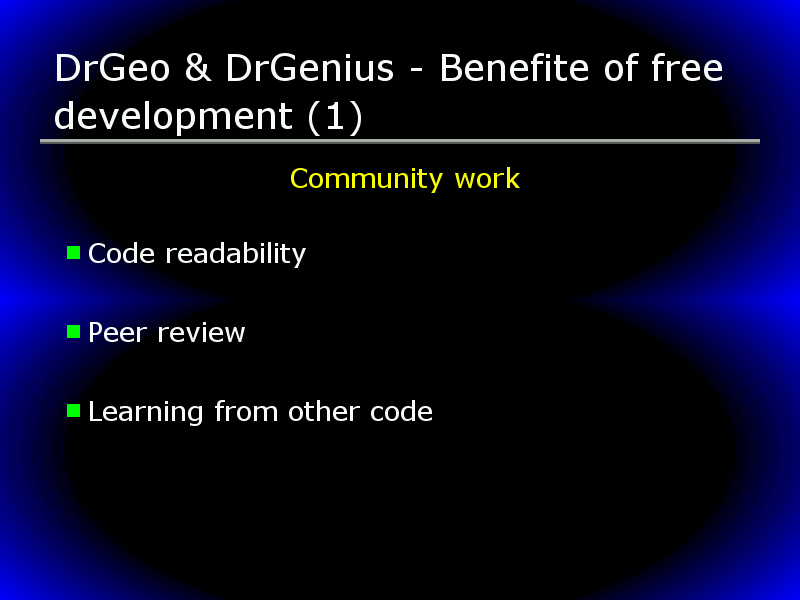 DrGeo & DrGenius - Benefite of free
development (1)
Community work
Code readability
Peer review
Learning from other code